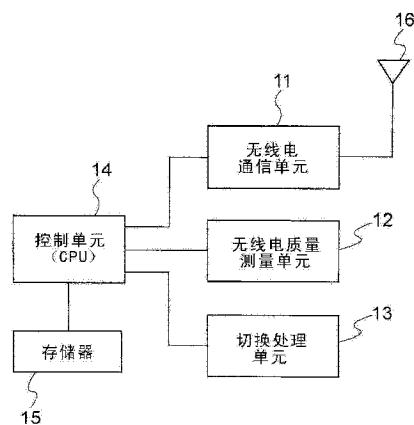 16
11
无线电
通信单元
14
控制单元
(CPU)
12
无线电质量
测量单元
13
切换处理
单元
存储器
15